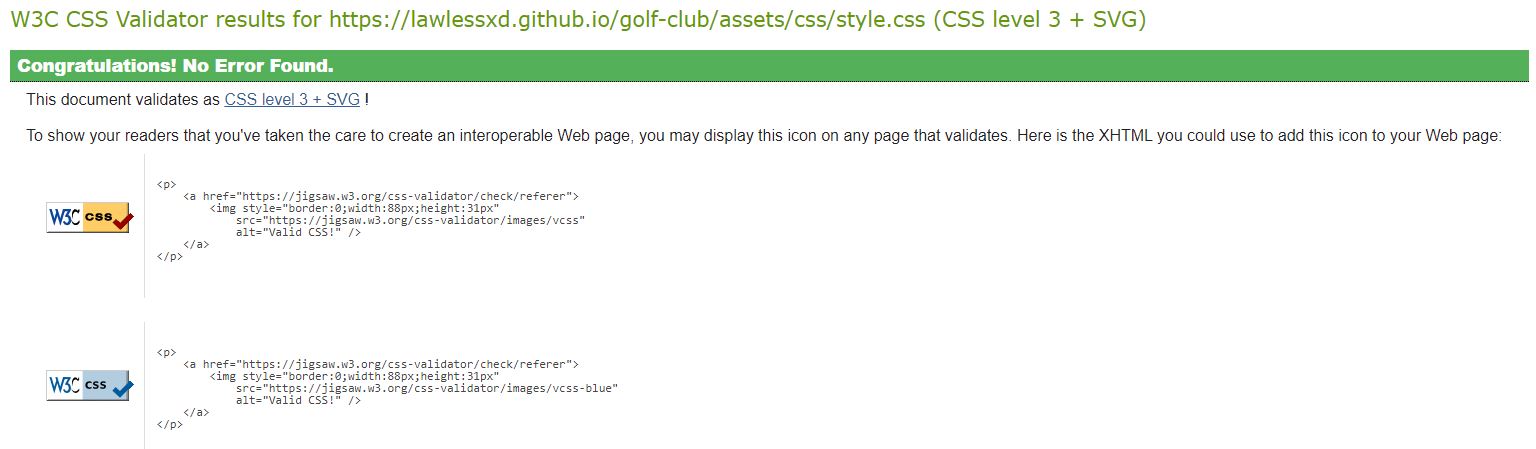 W3C CSS Validator results for https://lawlessxd.github.io/golf-club/assets/css/style.css (CSS level 3 + SVG)
Congratulations! No Error Found.
This document validates as CSS level 3 + SVG !
To show your readers that you've taken the care to create an interoperable Web page, you may display this icon on any page that validates. Here is the XHTML you could use to add this icon to your Web page:
W3C css
<p>
    <a href="https://jigsaw.w3.org/css-validator/check/referer">
        <img style="border:0;width:88px;height:31px"
            src="https://jigsaw.w3.org/css-validator/images/vcss"
            alt="Valid CSS!" />
    </a>
</p>
W3C css
<p>
    <a href="https://jigsaw.w3.org/css-validator/check/referer">
        <img style="border:0;width:88px;height:31px"
            src="https://jigsaw.w3.org/css-validator/images/vcss-blue"
            alt="Valid CSS!" />
    </a>
</p>